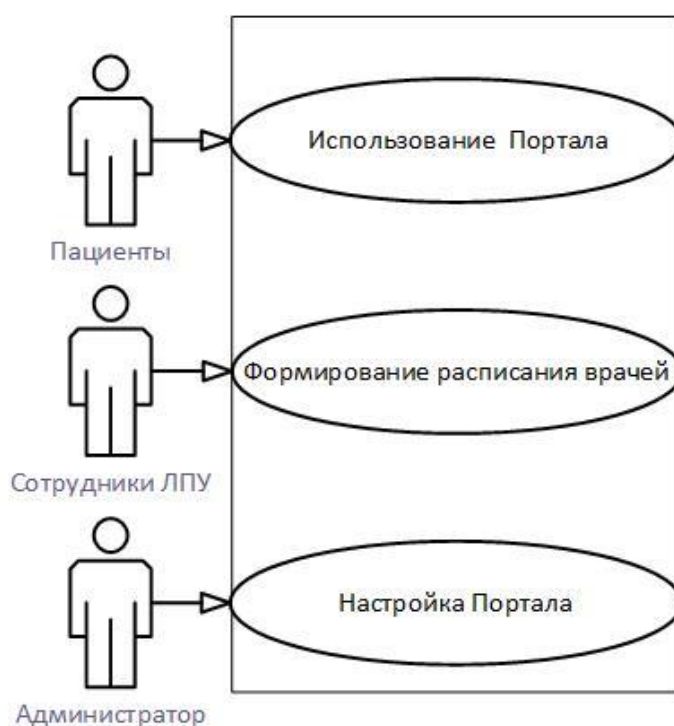 Использование Портала
Пациенты
Формирование расписания врачей
Сотрудники ЛПУ
Настройка Портала
Администратор